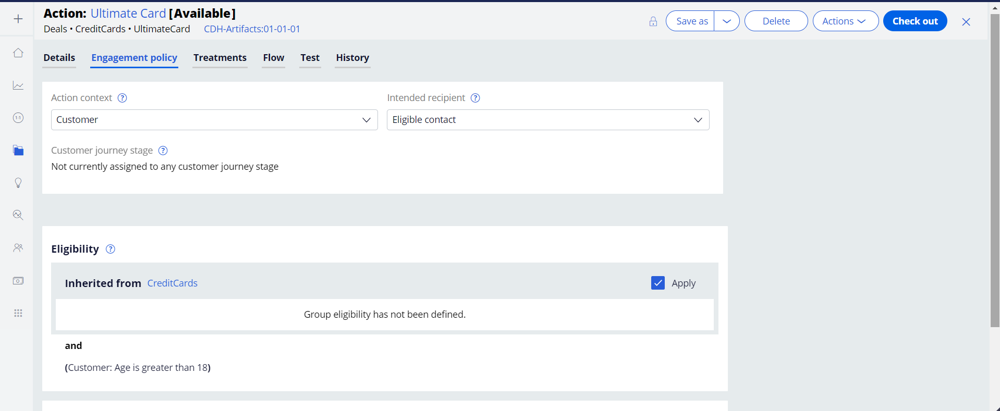 Action: Ultimate Card [Available]
Deals • CreditCards • UltimateCard CDH-Artifacts:01-01-01
Save as
Delete
Actions
Check out
Details
Engagement policy
Treatments
Flow
Test
History
Action context ?
Customer
Intended recipient ?
Eligible contact
Customer journey stage ?
Not currently assigned to any customer journey stage
Eligibility ?
Inherited from CreditCards
Apply
Group eligibility has not been defined.
and
(Customer: Age is greater than 18)